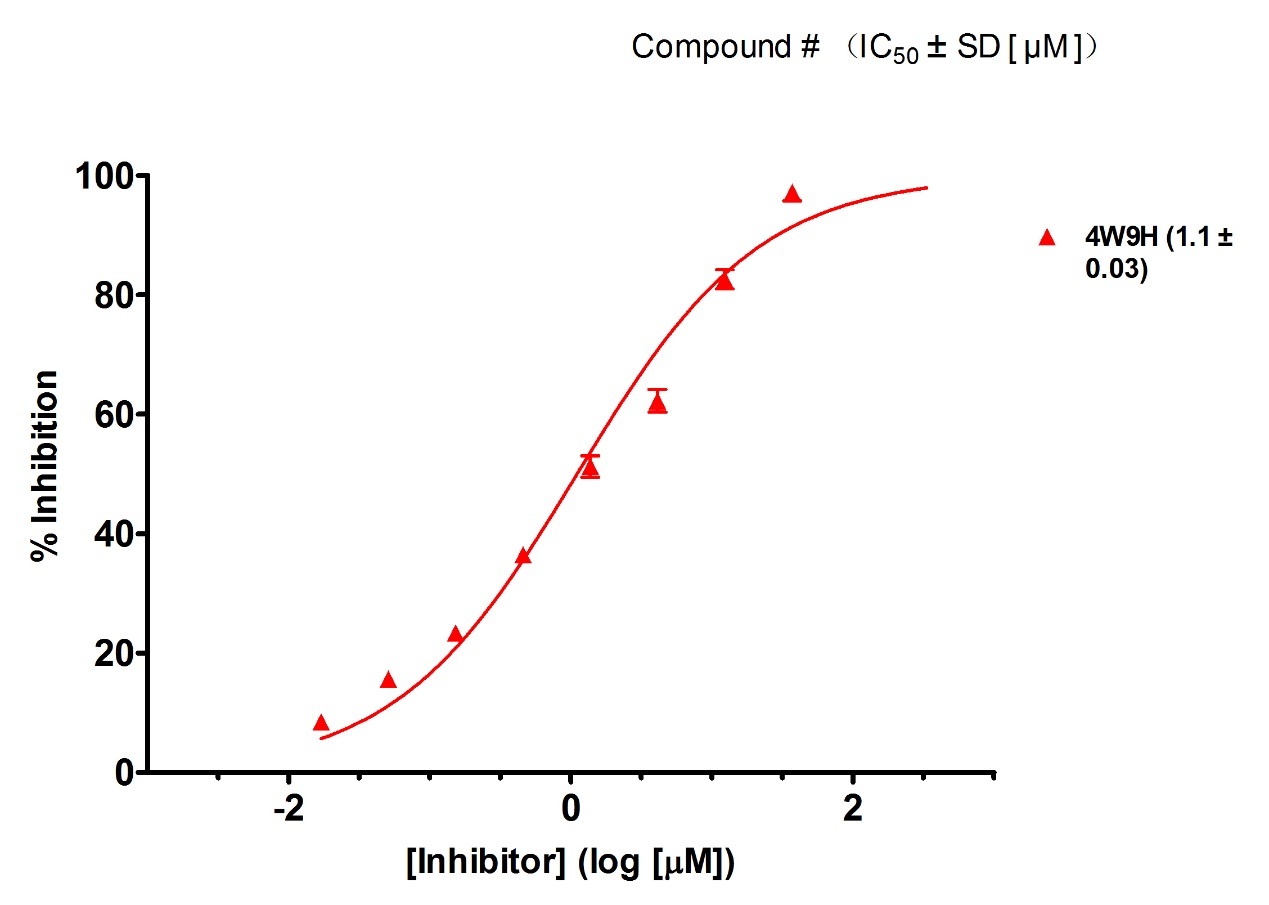 Compound # （IC50 ± SD [ µM ]）
100
80
60
40
20
0
% Inhibition
-2
0
2
[Inhibitor] (log [µM])
4W9H (1.1 ±
0.03)